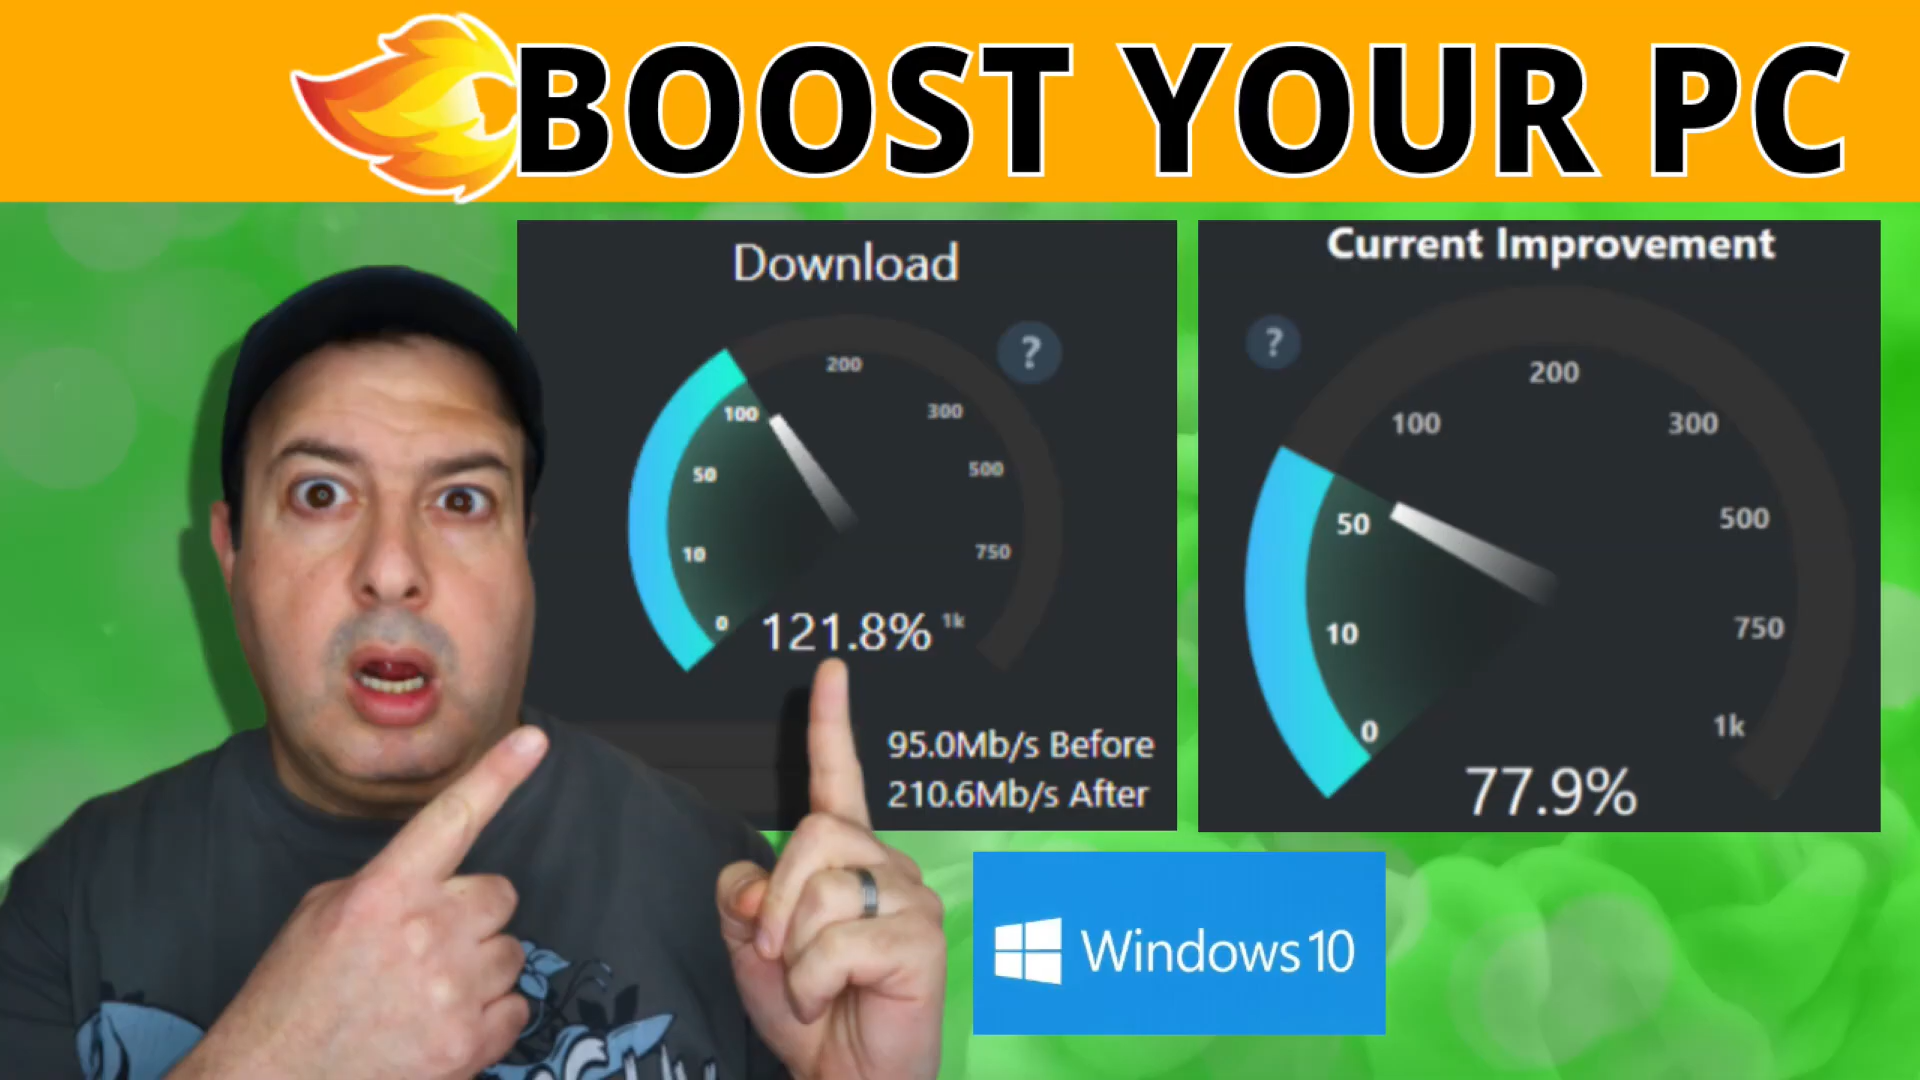 BOOST YOUR PC
Download
?
200
100
300
50
500
10
750
0
121.8%
1k
95.0Mb/s Before
210.6Mb/s After
Current Improvement
?
200
100
300
50
500
10
750
0
1k
77.9%
Windows 10